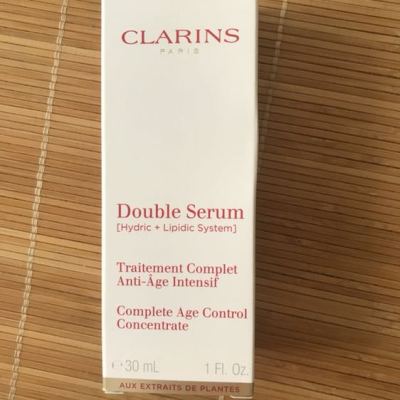 CLARINS
PARIS
Double Serum
[Hydric + Lipidic System]
Traitement Complet
Anti-Âge Intensif
Complete Age Control
Concentrate
℮30 mL 1 Fl. Oz.
AUX EXTRAITS DE PLANTES